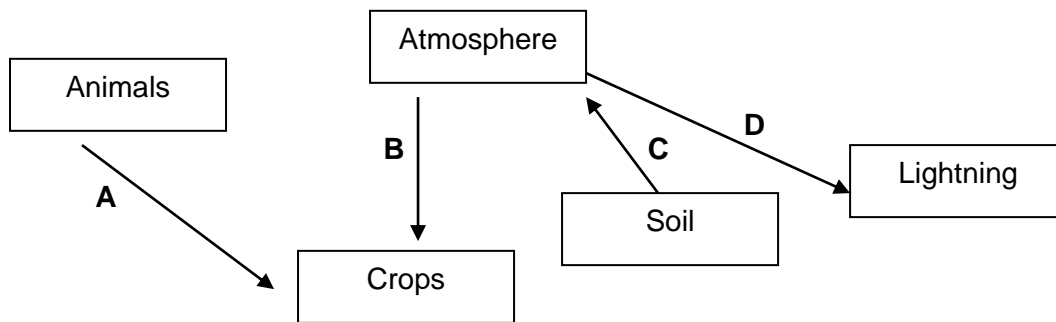 Atmosphere
Animals
B
D
C
Lightning
A
Soil
Crops